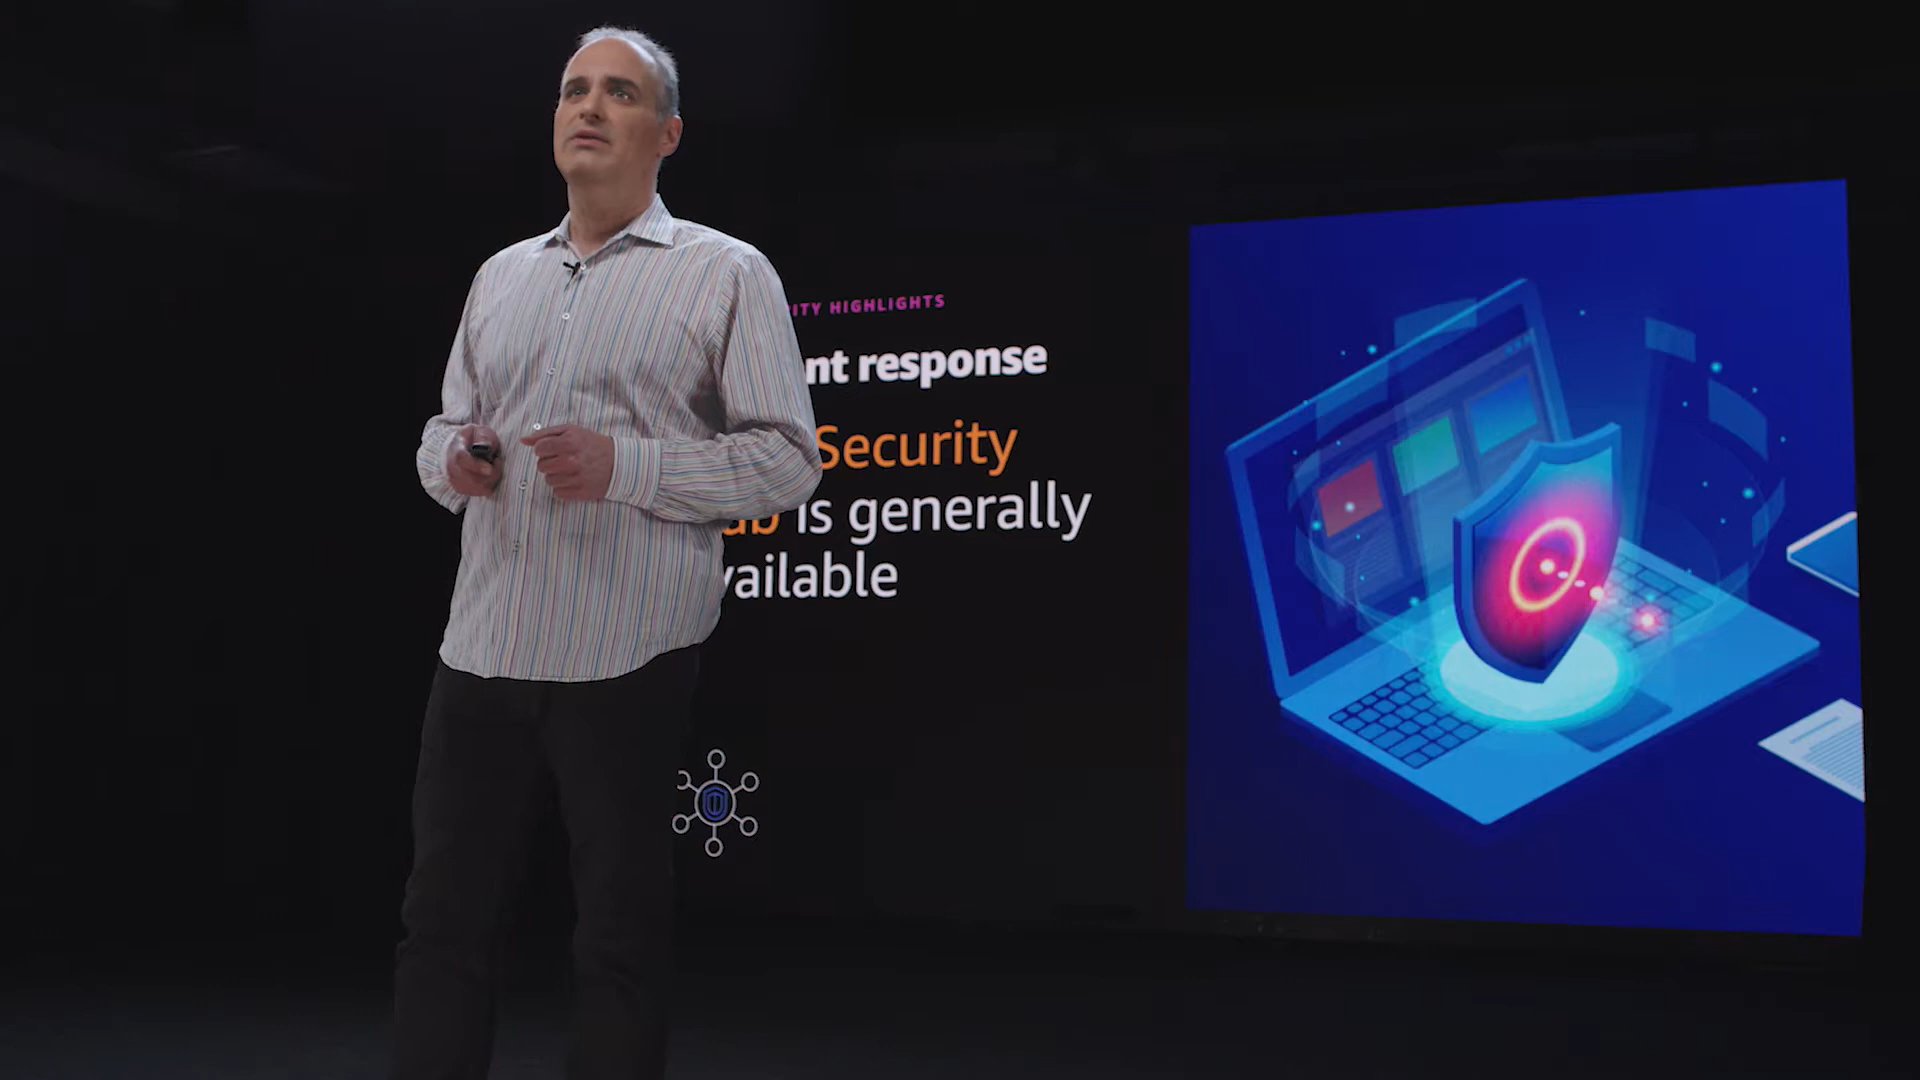 ITY HIGHLIGHTS
nt response
Security
ub is generally
vailable